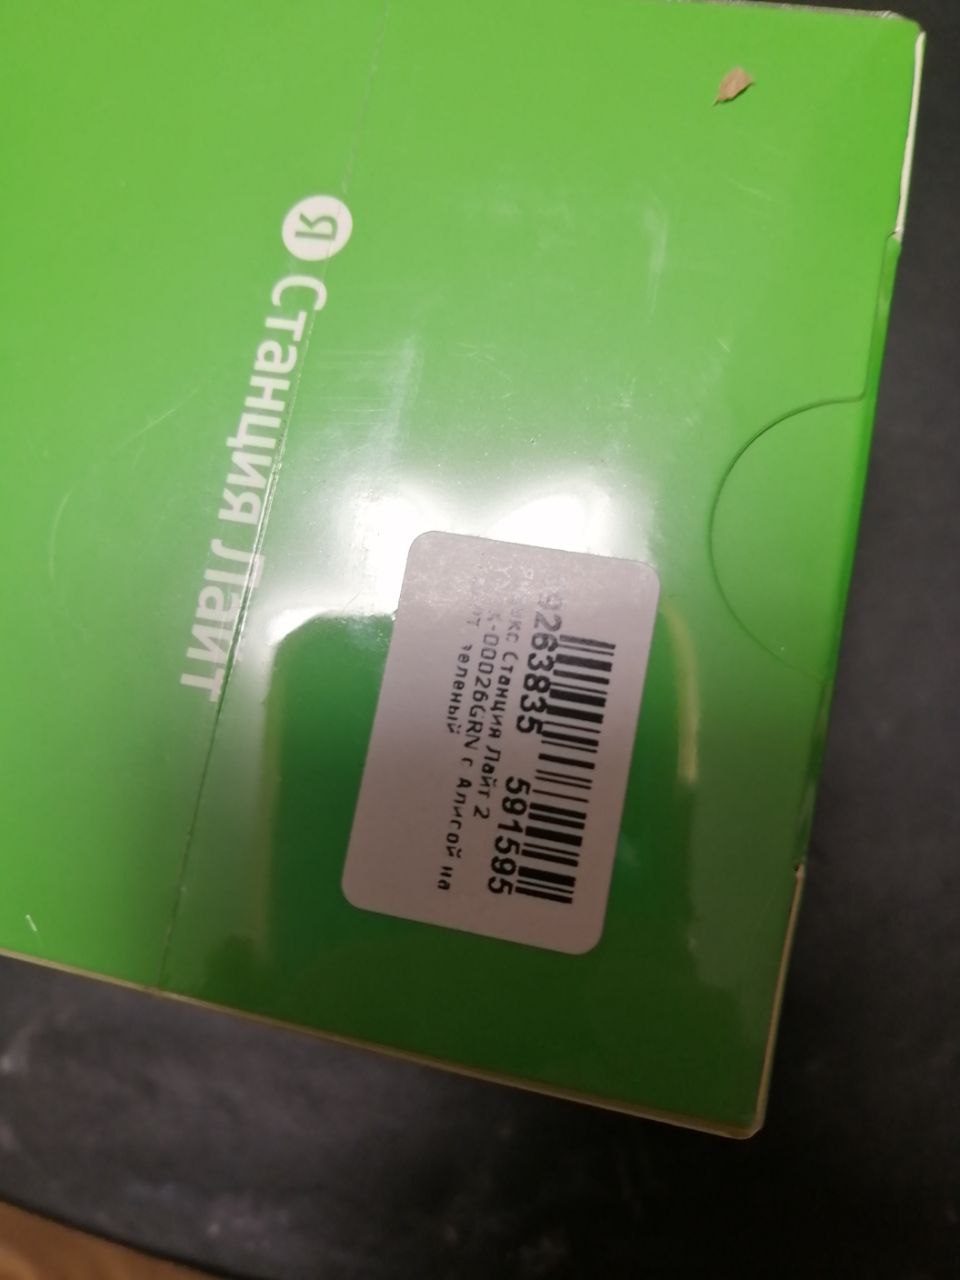 Я Станция Лайт
9263835 591595
Станция Лайт 2
-00026GRN с Алисой на
зеленый